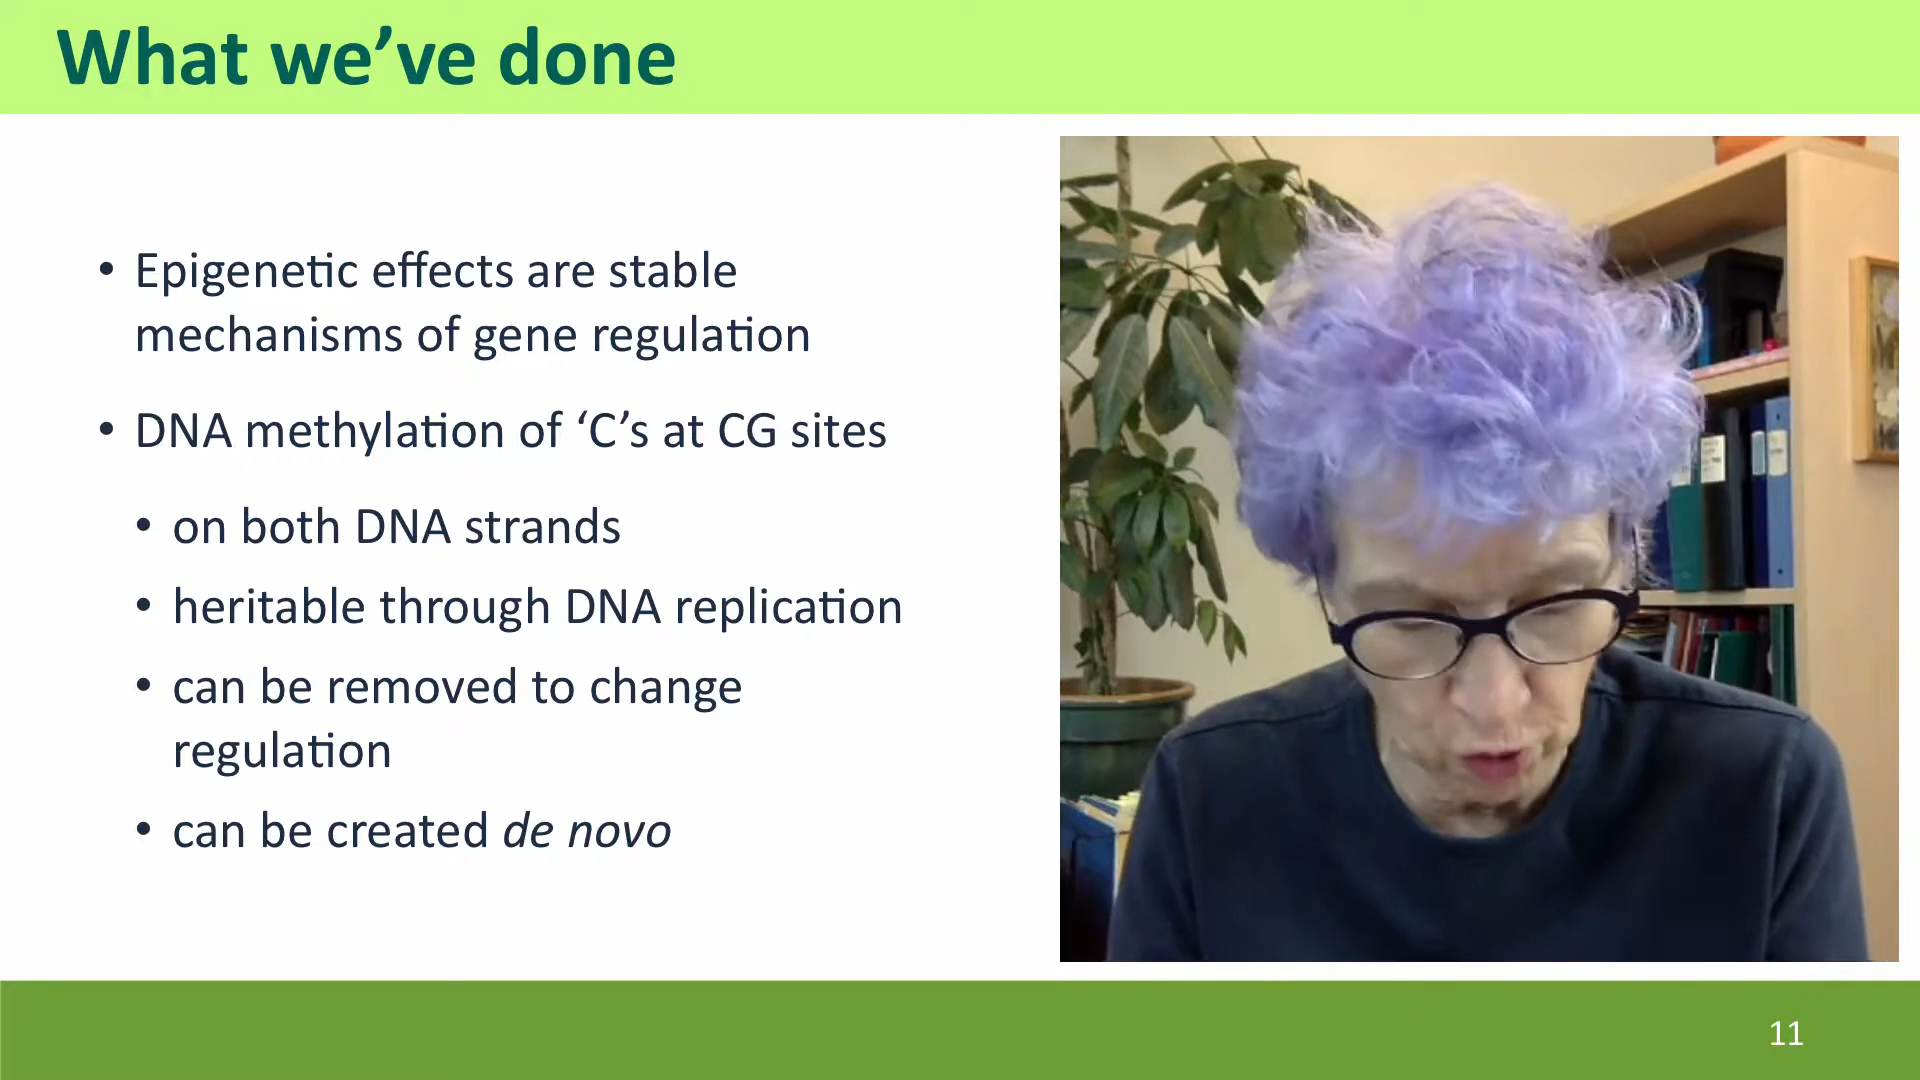 What we’ve done
• Epigenetic effects are stable
mechanisms of gene regulation
• DNA methylation of ‘C’s at CG sites
• on both DNA strands
• heritable through DNA replication
• can be removed to change
regulation
• can be created de novo
11